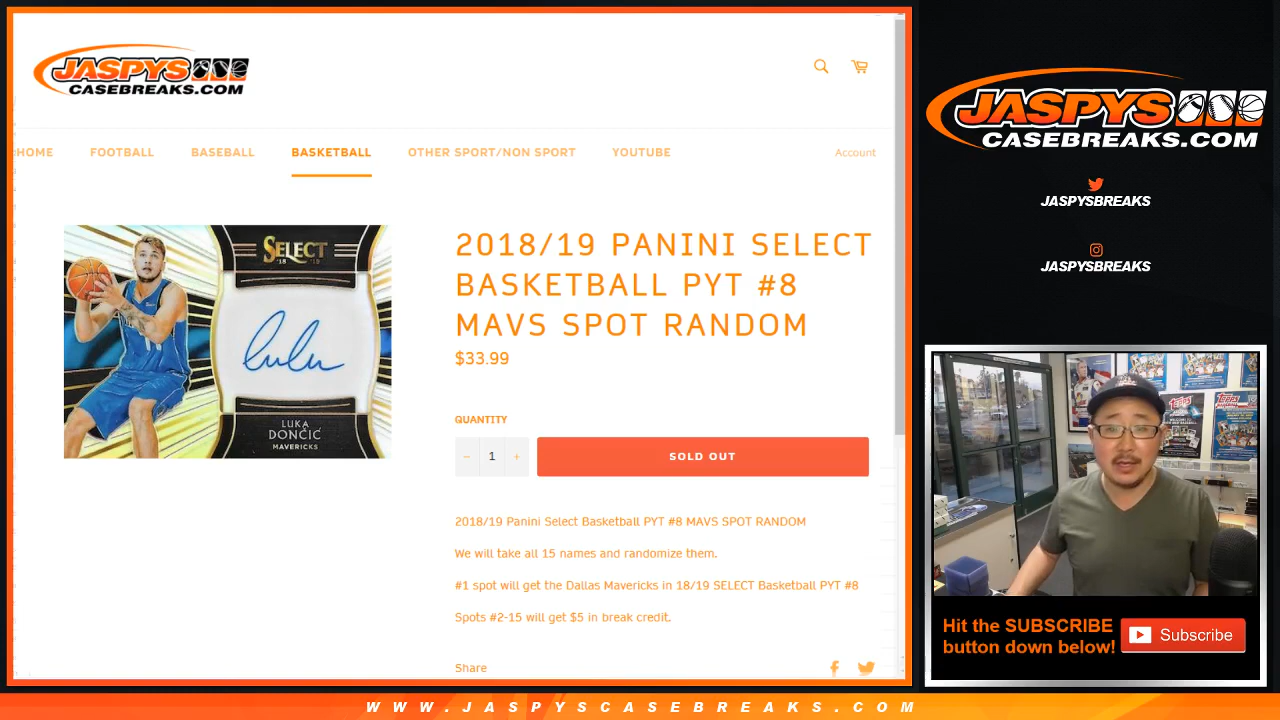 JASPYS
CASEBREAKS.COM
HOME
FOOTBALL
BASEBALL
BASKETBALL
OTHER SPORT/NON SPORT
YOUTUBE
Account
SELECT
LUKA
DONČIĆ
MAVERICKS
2018/19 PANINI SELECT
BASKETBALL PYT #8
MAVS SPOT RANDOM
$33.99
QUANTITY
− 1 +
SOLD OUT
2018/19 Panini Select Basketball PYT #8 MAVS SPOT RANDOM
We will take all 15 names and randomize them.
#1 spot will get the Dallas Mavericks in 18/19 SELECT Basketball PYT #8
Spots #2-15 will get $5 in break credit.
Share
JASPYS
CASEBREAKS.COM
JASPYSBREAKS
JASPYSBREAKS
Hit the SUBSCRIBE
button down below!
Subscribe
WWW.JASPYSCASEBREAKS.COM